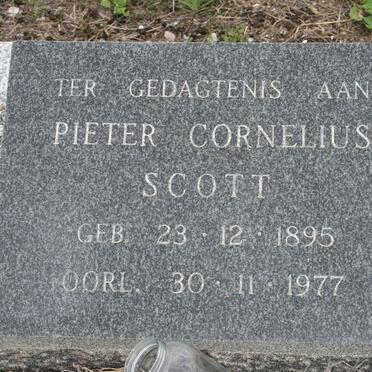 TER GEDAGTENIS AAN
PIETER CORNELIUS
SCOTT
GEB. 23 · 12 · 1895
OORL. 30 · 11 · 1977